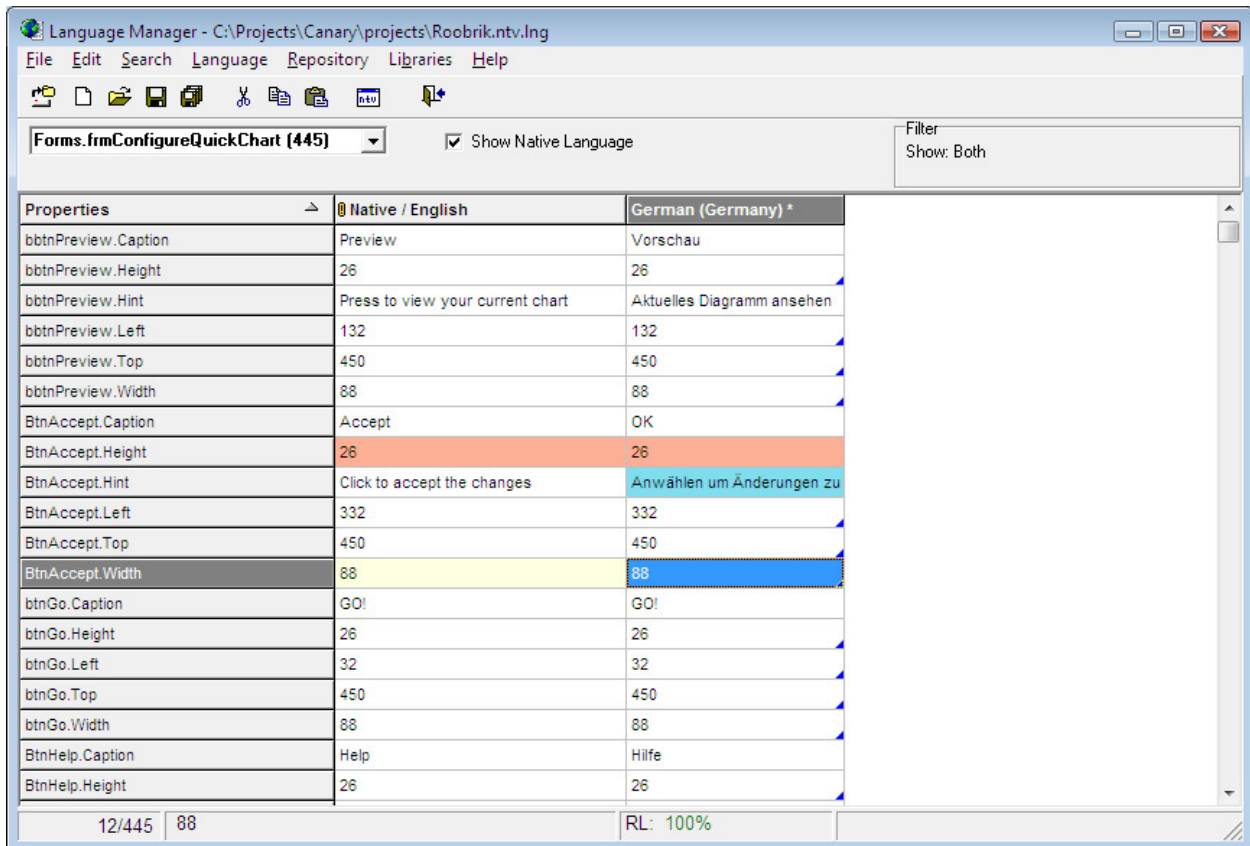 Language Manager - C:\Projects\Canary\projects\Roobrik.ntv.lng
File Edit Search Language Repository Libraries Help
ntv
Forms.frmConfigureQuickChart (445) Show Native Language Filter
Show: Both
Properties Native / English German (Germany) *
bbtnPreview.Caption Preview Vorschau
bbtnPreview.Height 26 26
bbtnPreview.Hint Press to view your current chart Aktuelles Diagramm ansehen
bbtnPreview.Left 132 132
bbtnPreview.Top 450 450
bbtnPreview.Width 88 88
BtnAccept.Caption Accept OK
BtnAccept.Height 26 26
BtnAccept.Hint Click to accept the changes Anwählen um Änderungen zu
BtnAccept.Left 332 332
BtnAccept.Top 450 450
BtnAccept.Width 88 88
btnGo.Caption GO! GO!
btnGo.Height 26 26
btnGo.Left 32 32
btnGo.Top 450 450
btnGo.Width 88 88
BtnHelp.Caption Help Hilfe
BtnHelp.Height 26 26
12/445 88 RL: 100%